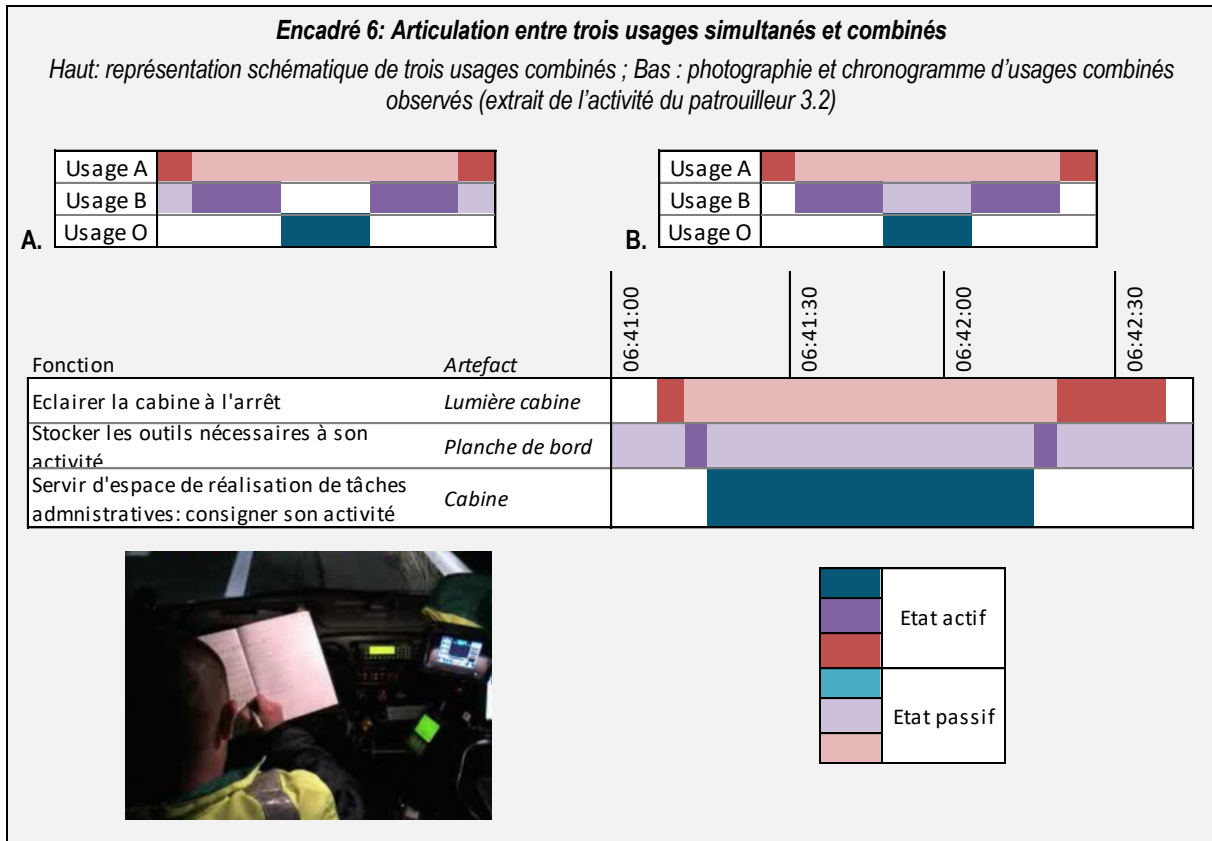 Encadré 6: Articulation entre trois usages simultanés et combinés
Haut: représentation schématique de trois usages combinés ; Bas : photographie et chronogramme d'usages combinés
observés (extrait de l'activité du patrouilleur 3.2)
Usage A
Usage B
Usage O
A.
Usage A
Usage B
Usage O
B.
06:41:00
06:41:30
06:42:00
06:42:30
Fonction Artefact
Eclairer la cabine à l'arrêt Lumière cabine
Stocker les outils nécessaires à son
activité
Planche de bord
Servir d'espace de réalisation de tâches
admnistratives: consigner son activité
Cabine
Etat actif
Etat passif